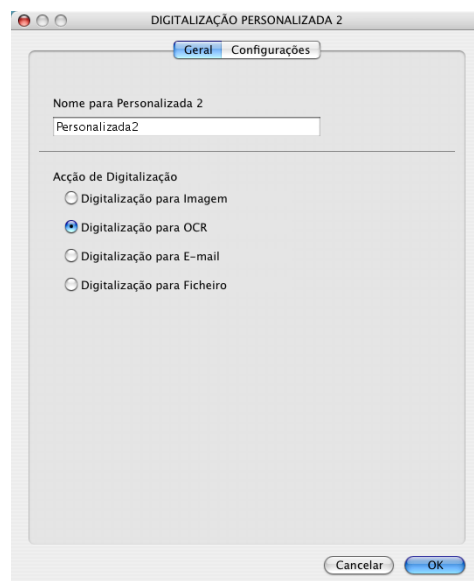 DIGITALIZAÇÃO PERSONALIZADA 2
Geral Configurações
Nome para Personalizada 2
Personalizada2
Acção de Digitalização
Digitalização para Imagem
Digitalização para OCR
Digitalização para E-mail
Digitalização para Ficheiro
Cancelar OK